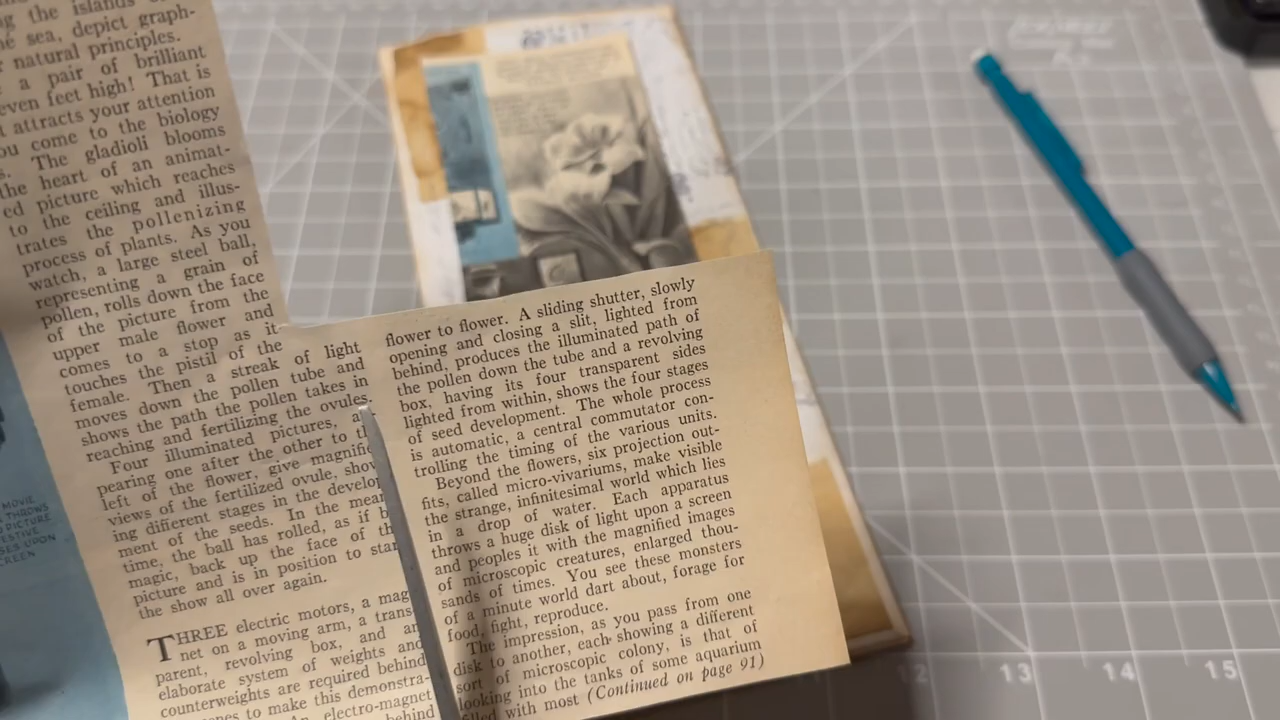 ng the islands
he sea, depict graph-
r natural principles.
a pair of brilliant
even feet high! That is
t attracts your attention
ou come to the biology
s. The gladioli blooms
the heart of an animat-
ed picture which reaches
to the ceiling and illus-
trates the pollenizing
process of plants. As you
watch, a large steel ball,
representing a grain of
pollen, rolls down the face
of the picture from the
upper male flower and
comes to a stop as it
touches the pistil of the
female. Then a streak of light
moves down the pollen tube and
shows the path the pollen takes in
reaching and fertilizing the ovules.
Four illuminated pictures,
pearing one after the other to
left of the flower, give
views of the fertilized ovule,
ing different stages in the
ment of the seeds. In the
time, the ball has rolled, as if
magic, back up the face of
picture and is in position to
the show all over again.
THREE electric motors, a
net on a moving arm, a
parent, revolving box, and
elaborate system of weights and
counterweights are required behind
to make this demonstra-
An electro-magnet
behind
MOVIE
THROWS
PICTURE
flower to flower. A sliding shutter, slowly
opening and closing a slit, lighted from
behind, produces the illuminated path of
the pollen down the tube and a revolving
box, having its four transparent sides
lighted from within, shows the four stages
of seed development. The whole process
is automatic, a central commutator con-
trolling the timing of the various units.
Beyond the flowers, six projection out-
fits, called micro-vivariums, make visible
the strange, infinitesimal world which lies
in a drop of water. Each apparatus
throws a huge disk of light upon a screen
and peoples it with the magnified images
of microscopic creatures, enlarged thou-
sands of times. You see these monsters
of a minute world dart about, forage for
food, fight, reproduce.
The impression, as you pass from one
disk to another, each showing a different
sort of microscopic colony, is that of
looking into the tanks of some aquarium
filled with most (Continued on page 91)
12 13 14 15